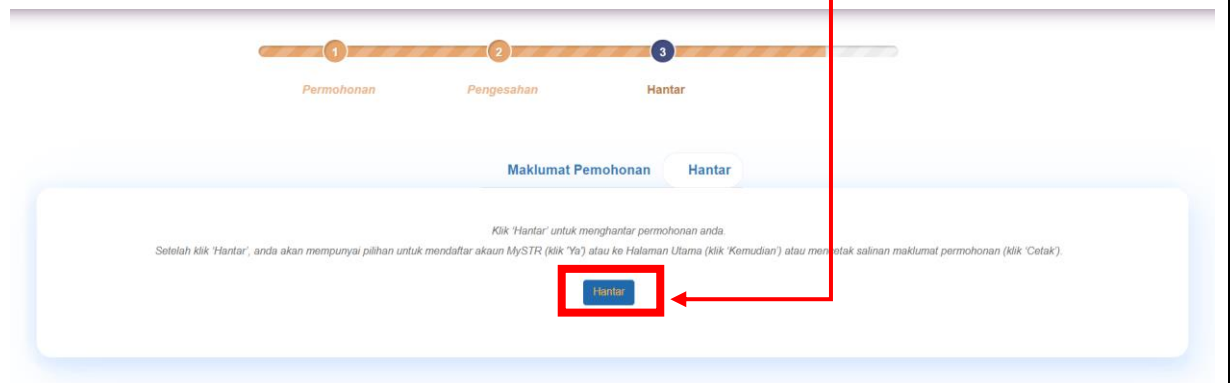 1 2 3
Permohonan Pengesahan Hantar
Maklumat Pemohonan Hantar
Klik 'Hantar' untuk menghantar permohonan anda.
Setelah klik 'Hantar', anda akan mempunyai pilihan untuk mendaftar akaun MySTR (klik 'Ya') atau ke Halaman Utama (klik 'Kemudian') atau mencetak salinan maklumat permohonan (klik 'Cetak').
Hantar